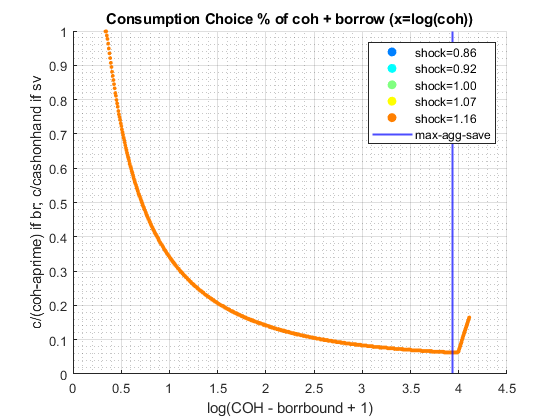 Consumption Choice % of coh + borrow (x=log(coh))
c/(coh-aprime) if br, c/cashonhand if sv
1
0.9
0.8
0.7
0.6
0.5
0.4
0.3
0.2
0.1
0
shock=0.86
shock=0.92
shock=1.00
shock=1.07
shock=1.16
max-agg-save
0 0.5 1 1.5 2 2.5 3 3.5 4 4.5
log(COH - borrbound + 1)